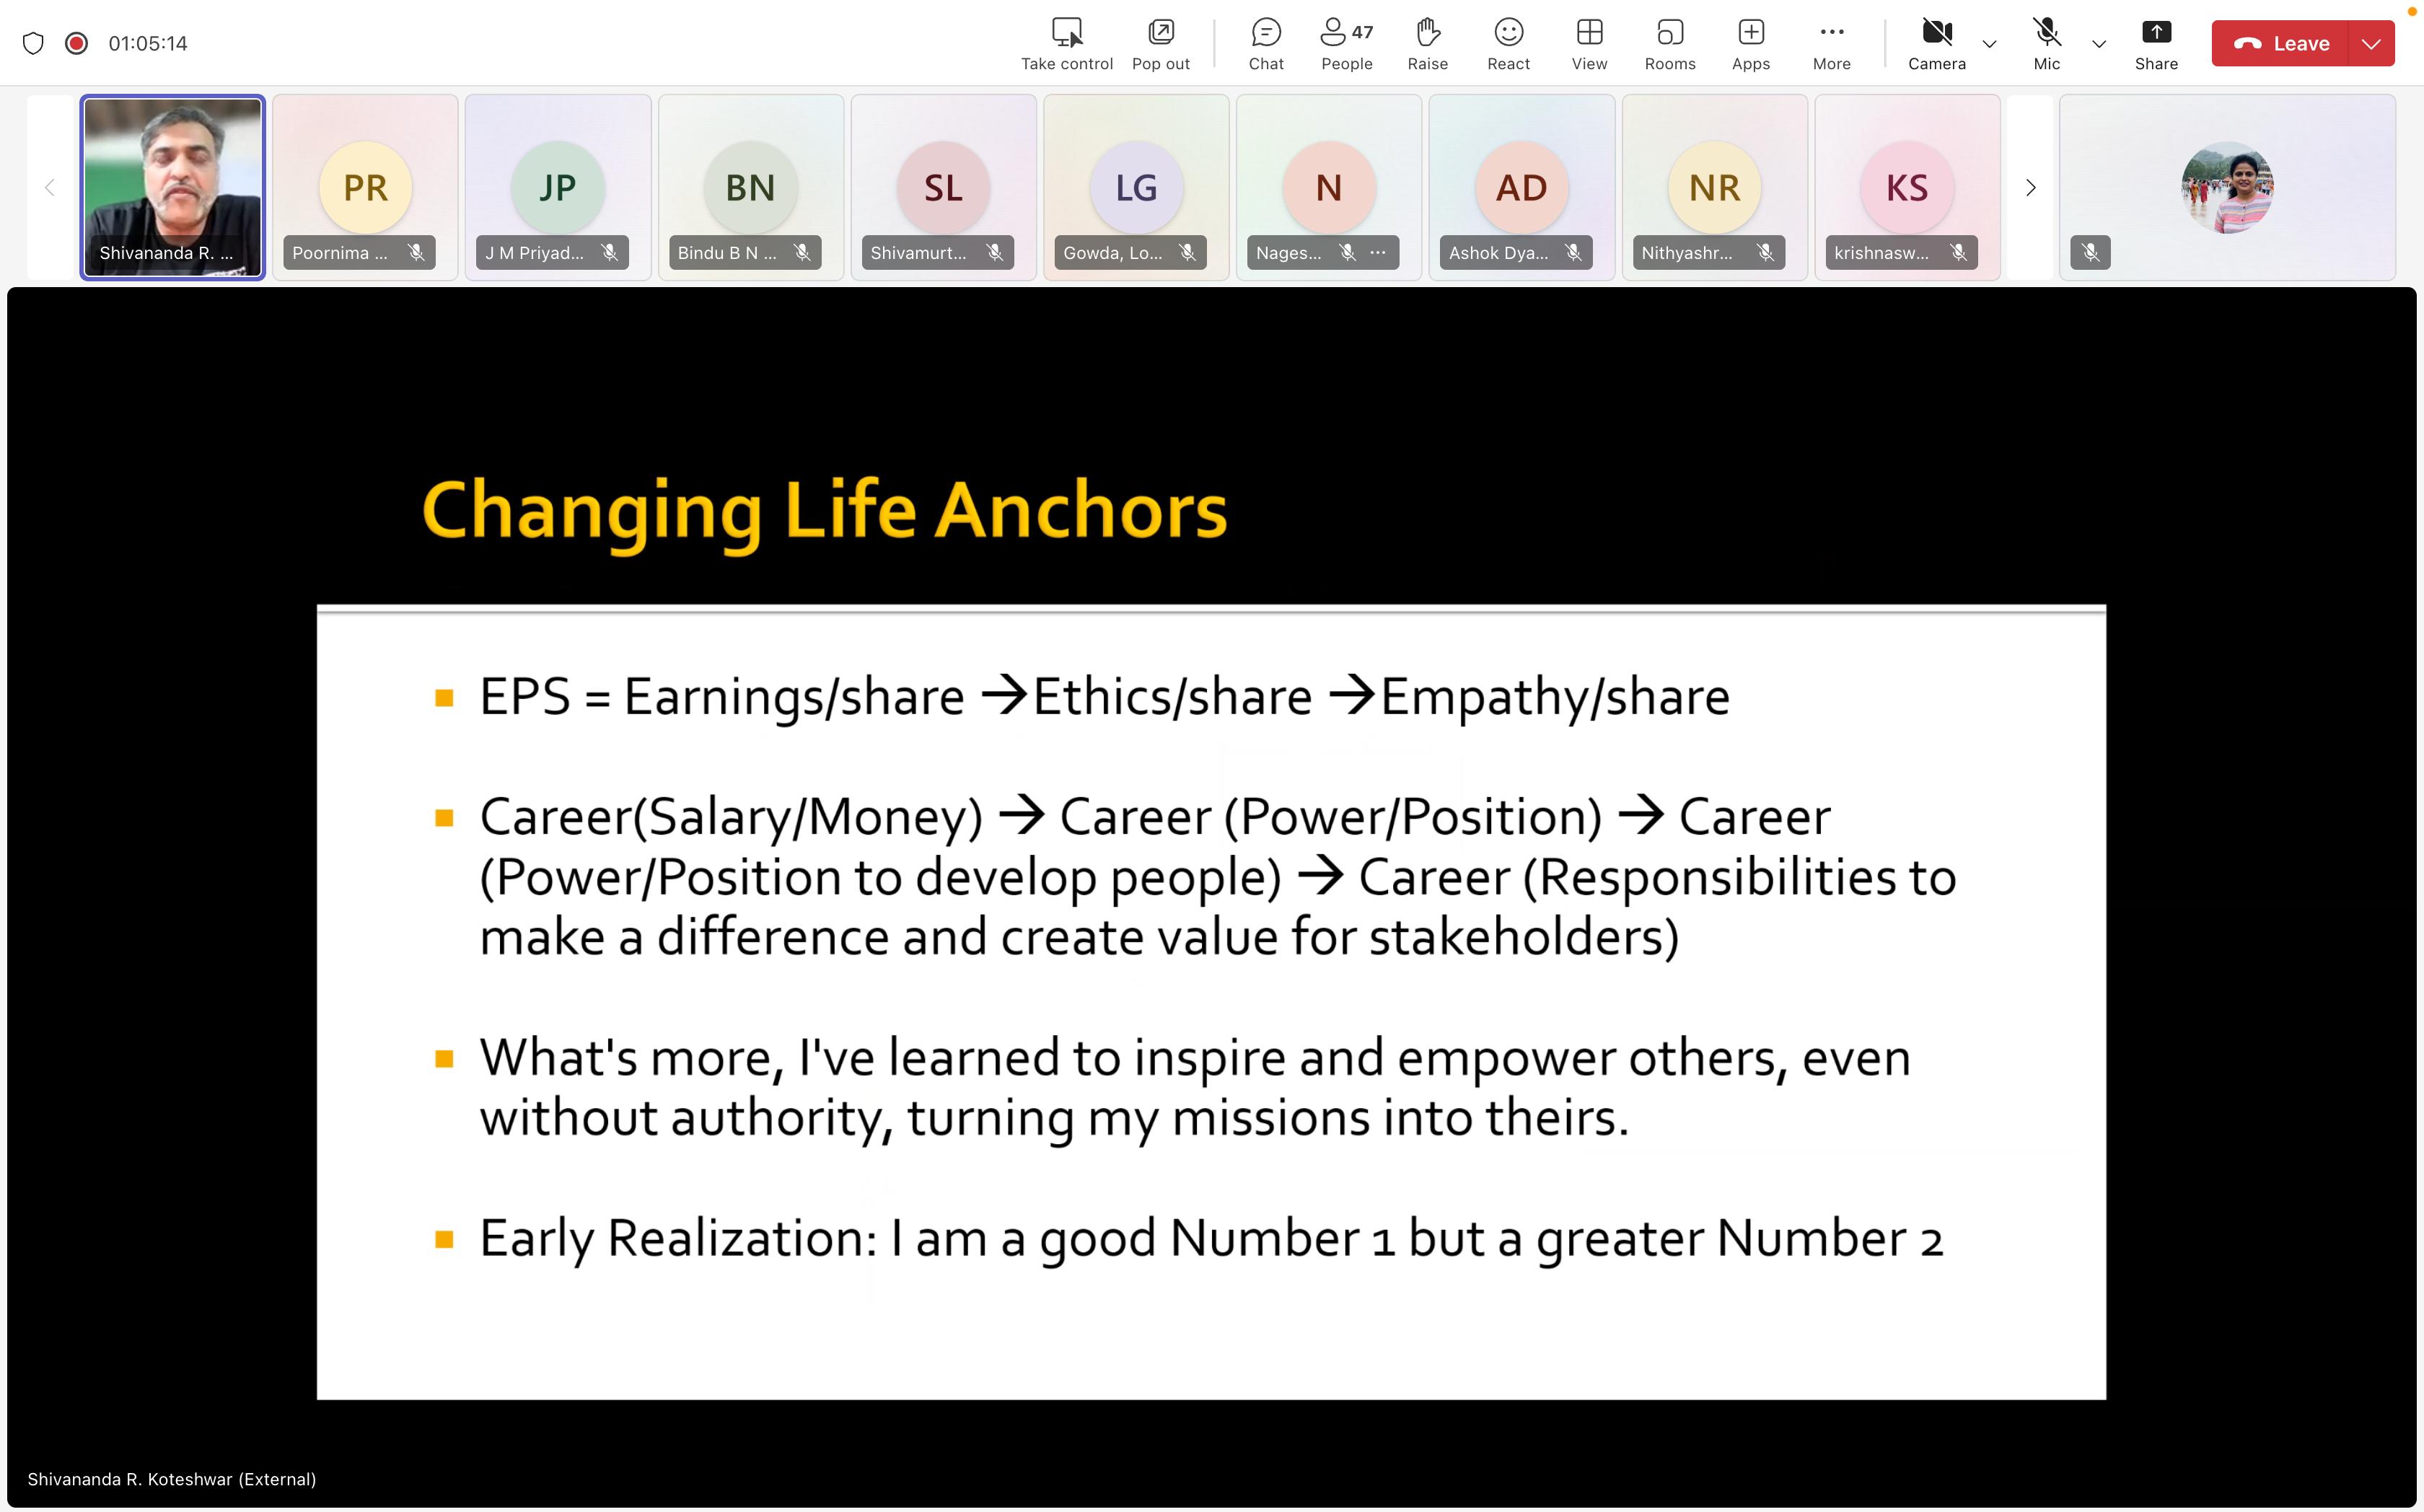 01:05:14
Take control
Pop out
Chat
47
People
Raise
React
View
Rooms
Apps
More
Camera
Mic
Share
Leave
Shivananda R. ...
PR
Poornima ...
JP
J M Priyad...
BN
Bindu B N ...
SL
Shivamurt...
LG
Gowda, Lo...
N
Nages...
AD
Ashok Dya...
NR
Nithyashr...
KS
krishnasw...
Changing Life Anchors
EPS = Earnings/share →Ethics/share →Empathy/share
Career(Salary/Money) → Career (Power/Position) → Career
(Power/Position to develop people) → Career (Responsibilities to
make a difference and create value for stakeholders)
What's more, I've learned to inspire and empower others, even
without authority, turning my missions into theirs.
Early Realization: I am a good Number 1 but a greater Number 2
Shivananda R. Koteshwar (External)